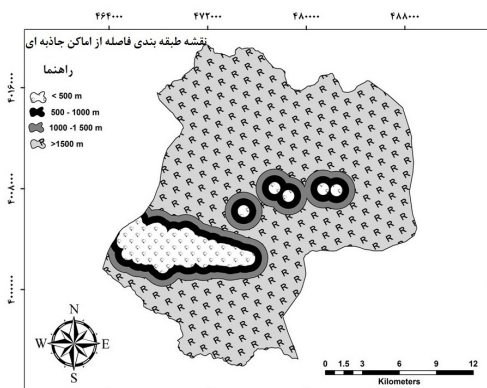 ۴۶۴۰۰۰ ۴۷۲۰۰۰ ۴۸۰۰۰۰ ۴۸۸۰۰۰
نقشه طبقه بندی فاصله از اماکن جاذبه ای
راهنما
< 500 m
500 - 1000 m
1000 -1 500 m
>1500 m
۴۰۱۶۰۰۰
۴۰۰۸۰۰۰
۴۰۰۰۰۰۰
N
W E
S
0 1.5 3 6 9 12
Kilometers